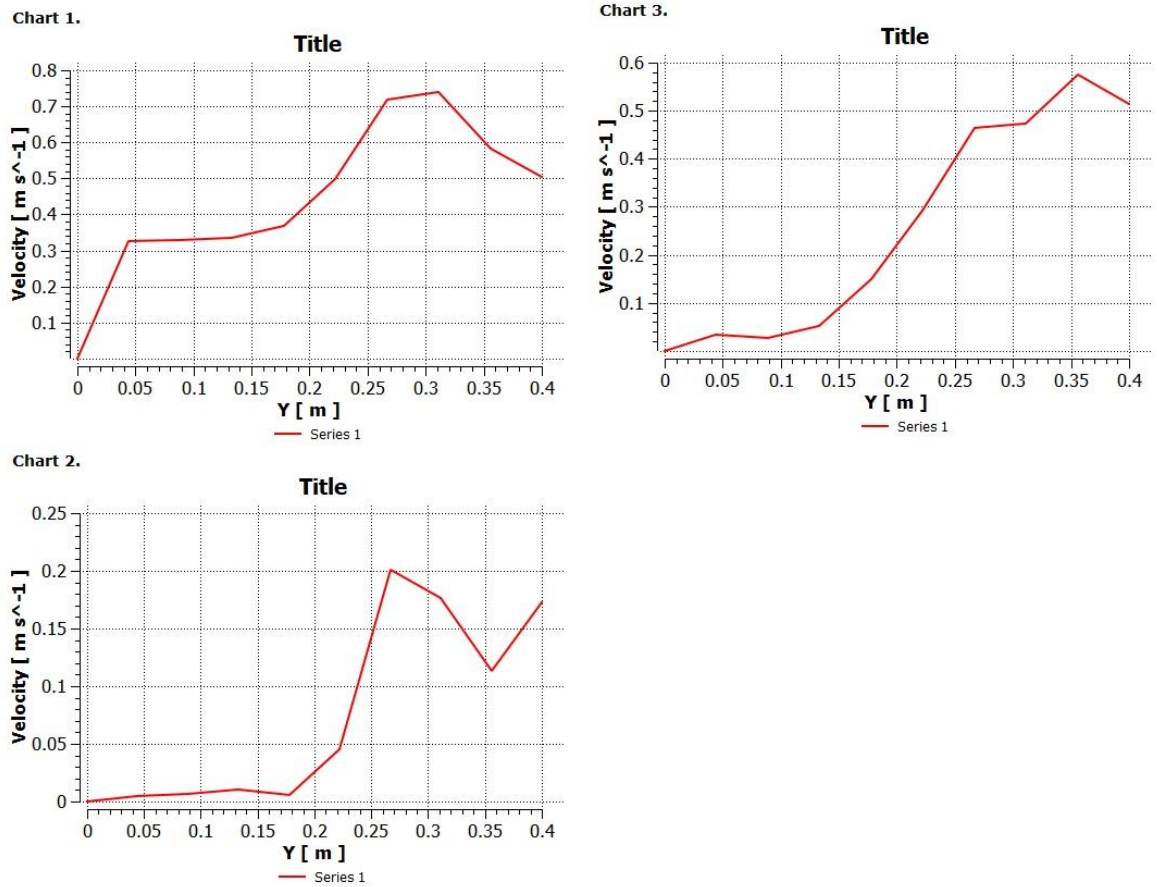 Chart 1.
Title
0.8
0.7
0.6
0.5
0.4
0.3
0.2
0.1
Velocity [ m s^-1 ]
0 0.05 0.1 0.15 0.2 0.25 0.3 0.35 0.4
Y [ m ]
Series 1
Chart 3.
Title
0.6
0.5
0.4
0.3
0.2
0.1
Velocity [ m s^-1 ]
0 0.05 0.1 0.15 0.2 0.25 0.3 0.35 0.4
Y [ m ]
Series 1
Chart 2.
Title
0.25
0.2
0.15
0.1
0.05
0
Velocity [ m s^-1 ]
0 0.05 0.1 0.15 0.2 0.25 0.3 0.35 0.4
Y [ m ]
Series 1